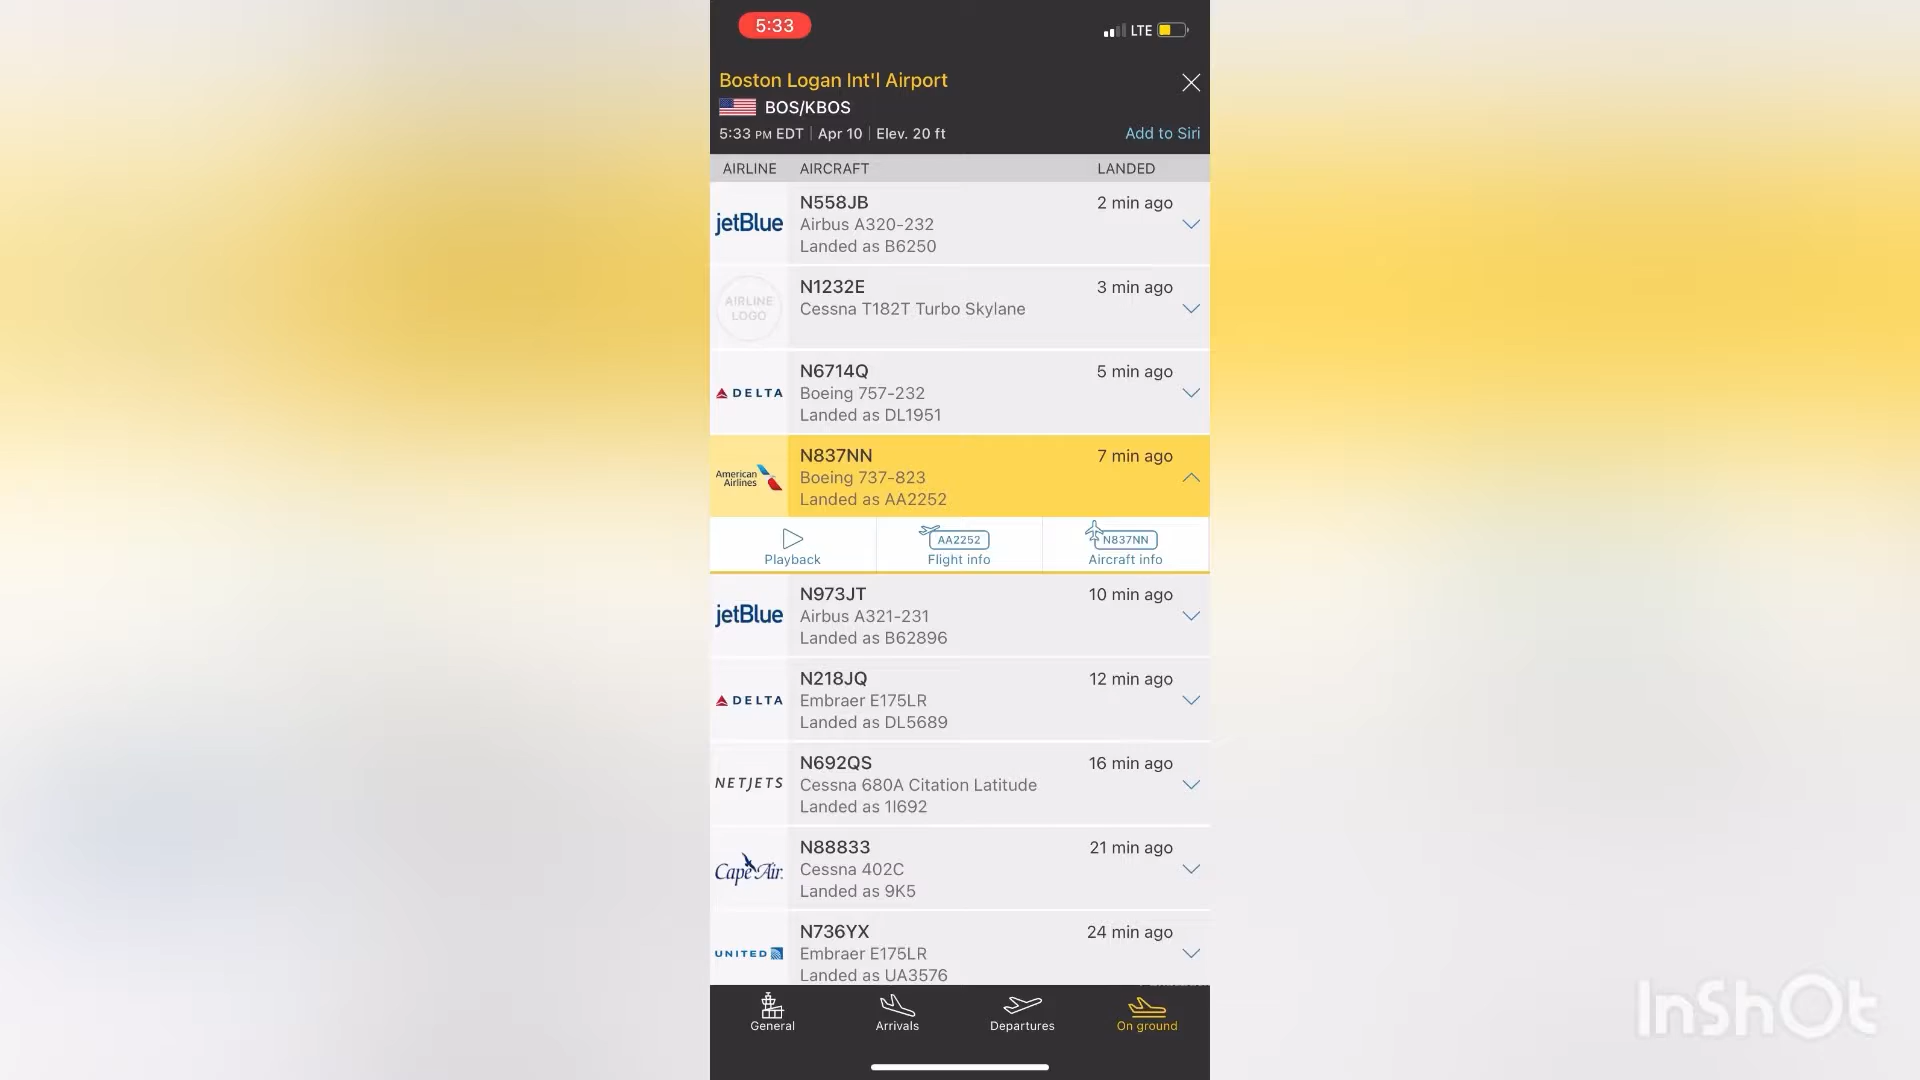 5:33
LTE
Boston Logan Int'l Airport
BOS/KBOS
5:33 PM EDT | Apr 10 | Elev. 20 ft
Add to Siri
AIRLINE AIRCRAFT LANDED
jetBlue
N558JB
2 min ago
Airbus A320-232
Landed as B6250
AIRLINE
LOGO
N1232E
3 min ago
Cessna T182T Turbo Skylane
DELTA
N6714Q
5 min ago
Boeing 757-232
Landed as DL1951
American
Airlines
N837NN
7 min ago
Boeing 737-823
Landed as AA2252
Playback
AA2252
Flight info
N837NN
Aircraft info
jetBlue
N973JT
10 min ago
Airbus A321-231
Landed as B62896
DELTA
N218JQ
12 min ago
Embraer E175LR
Landed as DL5689
NETJETS
N692QS
16 min ago
Cessna 680A Citation Latitude
Landed as 1I692
Cape Air
N88833
21 min ago
Cessna 402C
Landed as 9K5
UNITED
N736YX
24 min ago
Embraer E175LR
Landed as UA3576
General
Arrivals
Departures
On ground
InShOt